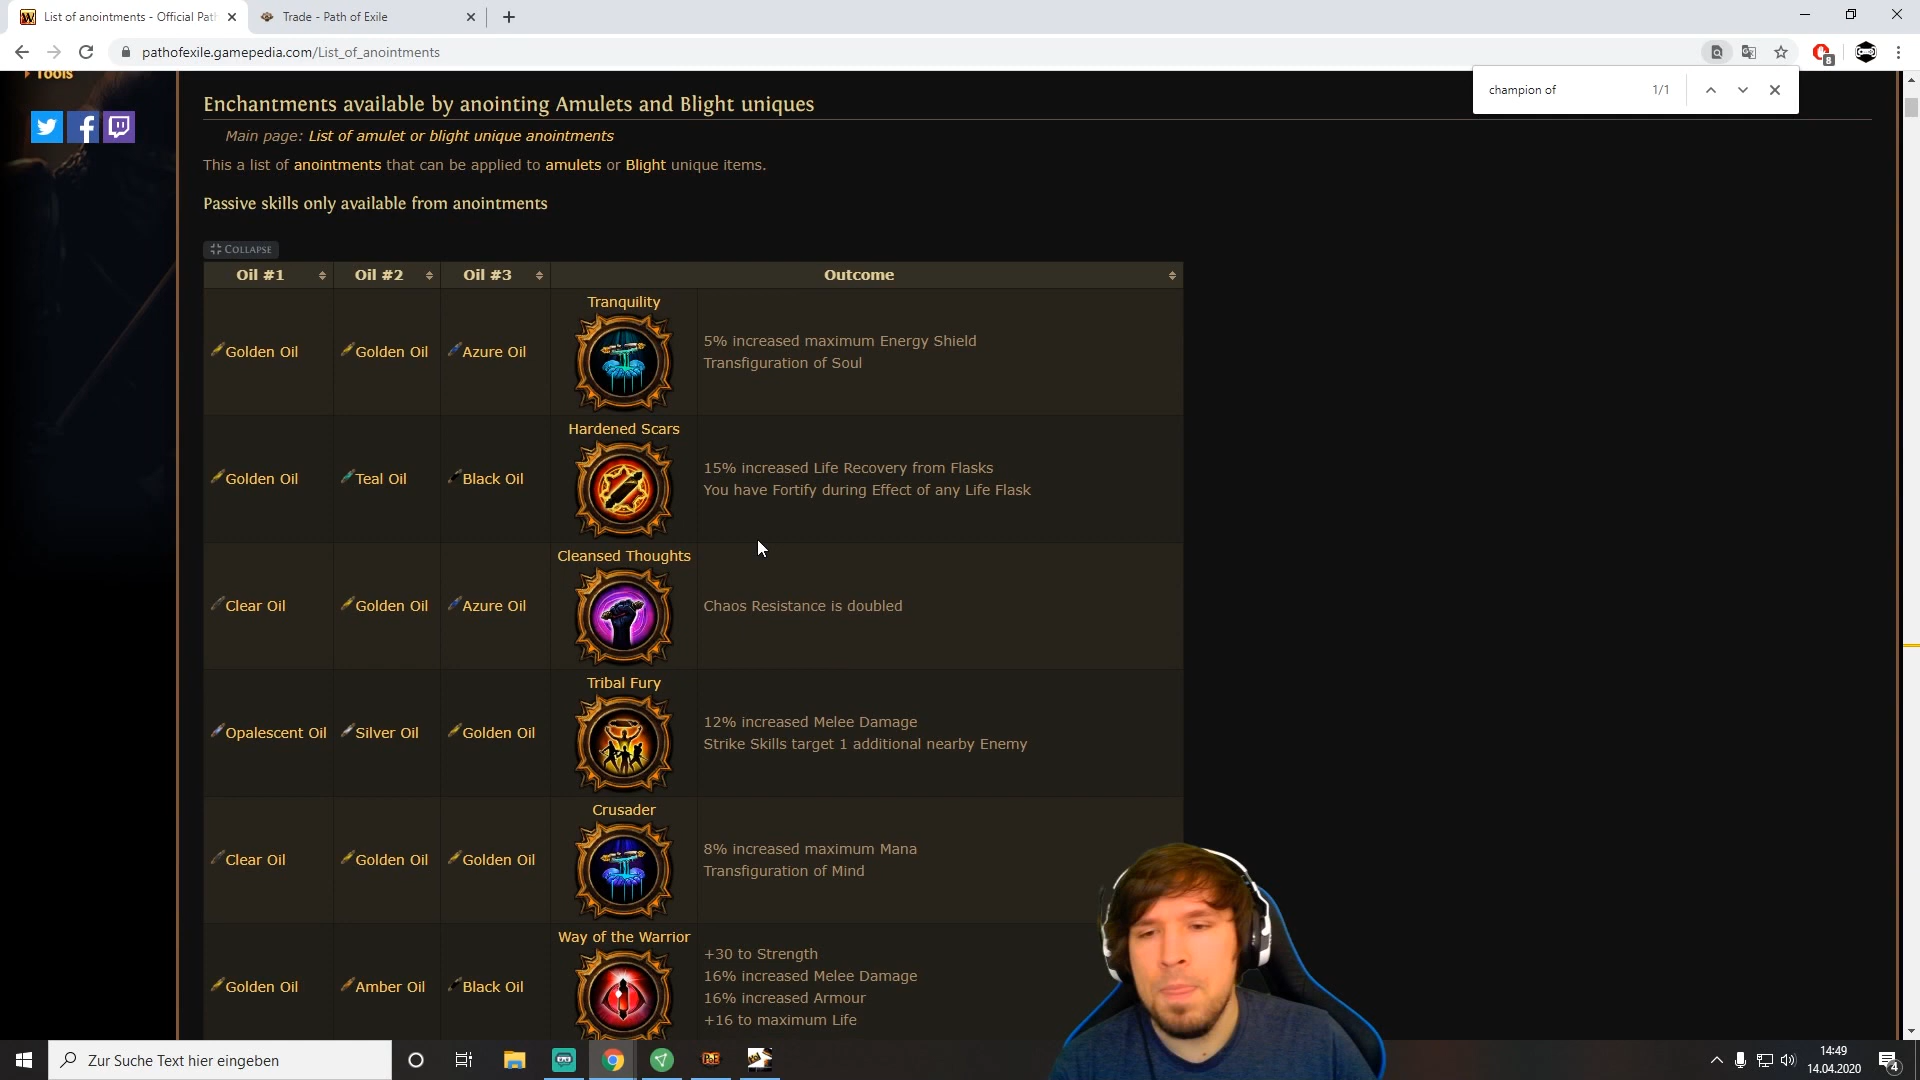 List of anointments - Official Pat
Trade - Path of Exile
pathofexile.gamepedia.com/List_of_anointments
8
champion of
1/1
Tools
Enchantments available by anointing Amulets and Blight uniques
Main page: List of amulet or blight unique anointments
This a list of anointments that can be applied to amulets or Blight unique items.
Passive skills only available from anointments
COLLAPSE
Oil #1 Oil #2 Oil #3 Outcome
Tranquility
Golden Oil Golden Oil Azure Oil
5% increased maximum Energy Shield
Transfiguration of Soul
Hardened Scars
Golden Oil Teal Oil Black Oil
15% increased Life Recovery from Flasks
You have Fortify during Effect of any Life Flask
Cleansed Thoughts
Clear Oil Golden Oil Azure Oil
Chaos Resistance is doubled
Tribal Fury
Opalescent Oil Silver Oil Golden Oil
12% increased Melee Damage
Strike Skills target 1 additional nearby Enemy
Crusader
Clear Oil Golden Oil Golden Oil
8% increased maximum Mana
Transfiguration of Mind
Way of the Warrior
Golden Oil Amber Oil Black Oil
+30 to Strength
16% increased Melee Damage
16% increased Armour
+16 to maximum Life
Zur Suche Text hier eingeben
PoE
14:49
14.04.2020
4